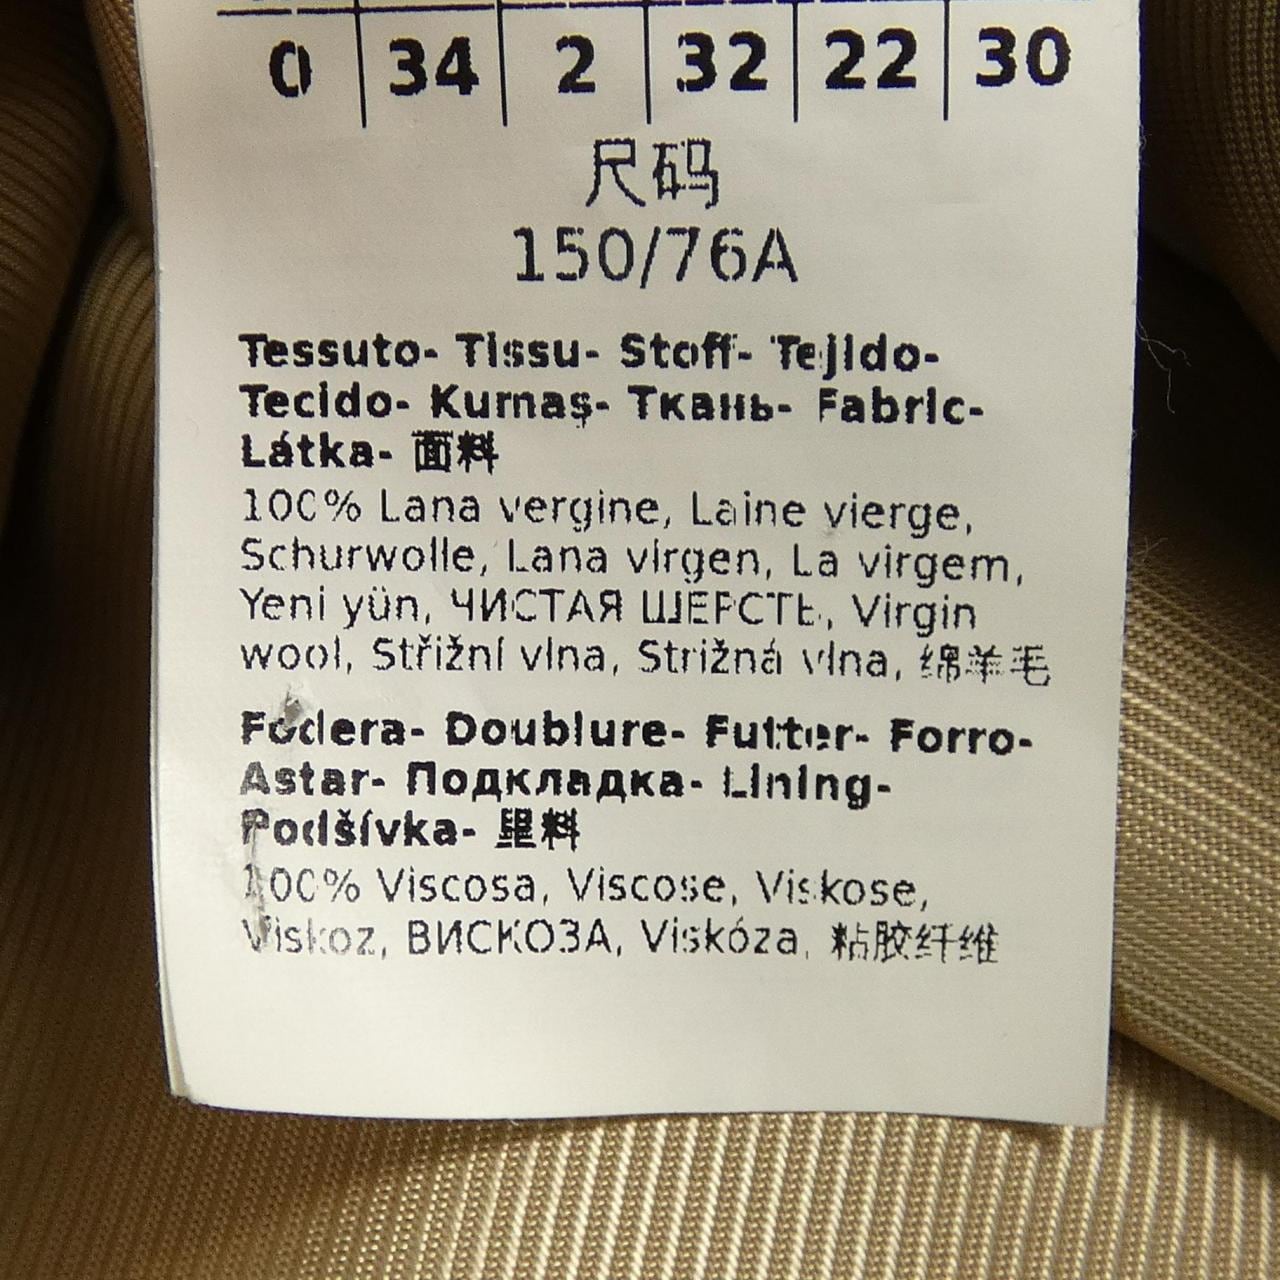 0 34 2 32 22 30
尺码
150/76A
Tessuto- Tissu- Stoff- Tejido-
Tecido- Kumaş- Ткань- Fabric-
Látka- 面料
100% Lana vergine, Laine vierge,
Schurwolle, Lana virgen, La virgem,
Yeni yün, ЧИСТАЯ ШЕРСТЬ, Virgin
wool, Střižní vlna, Strižná vlna, 绵羊毛
Fodera- Doublure- Futter- Forro-
Astar- Подкладка- Lining-
Podšívka- 里料
100% Viscosa, Viscose, Viskose,
Viskoz, ВИСКОЗА, Viskóza, 粘胶纤维